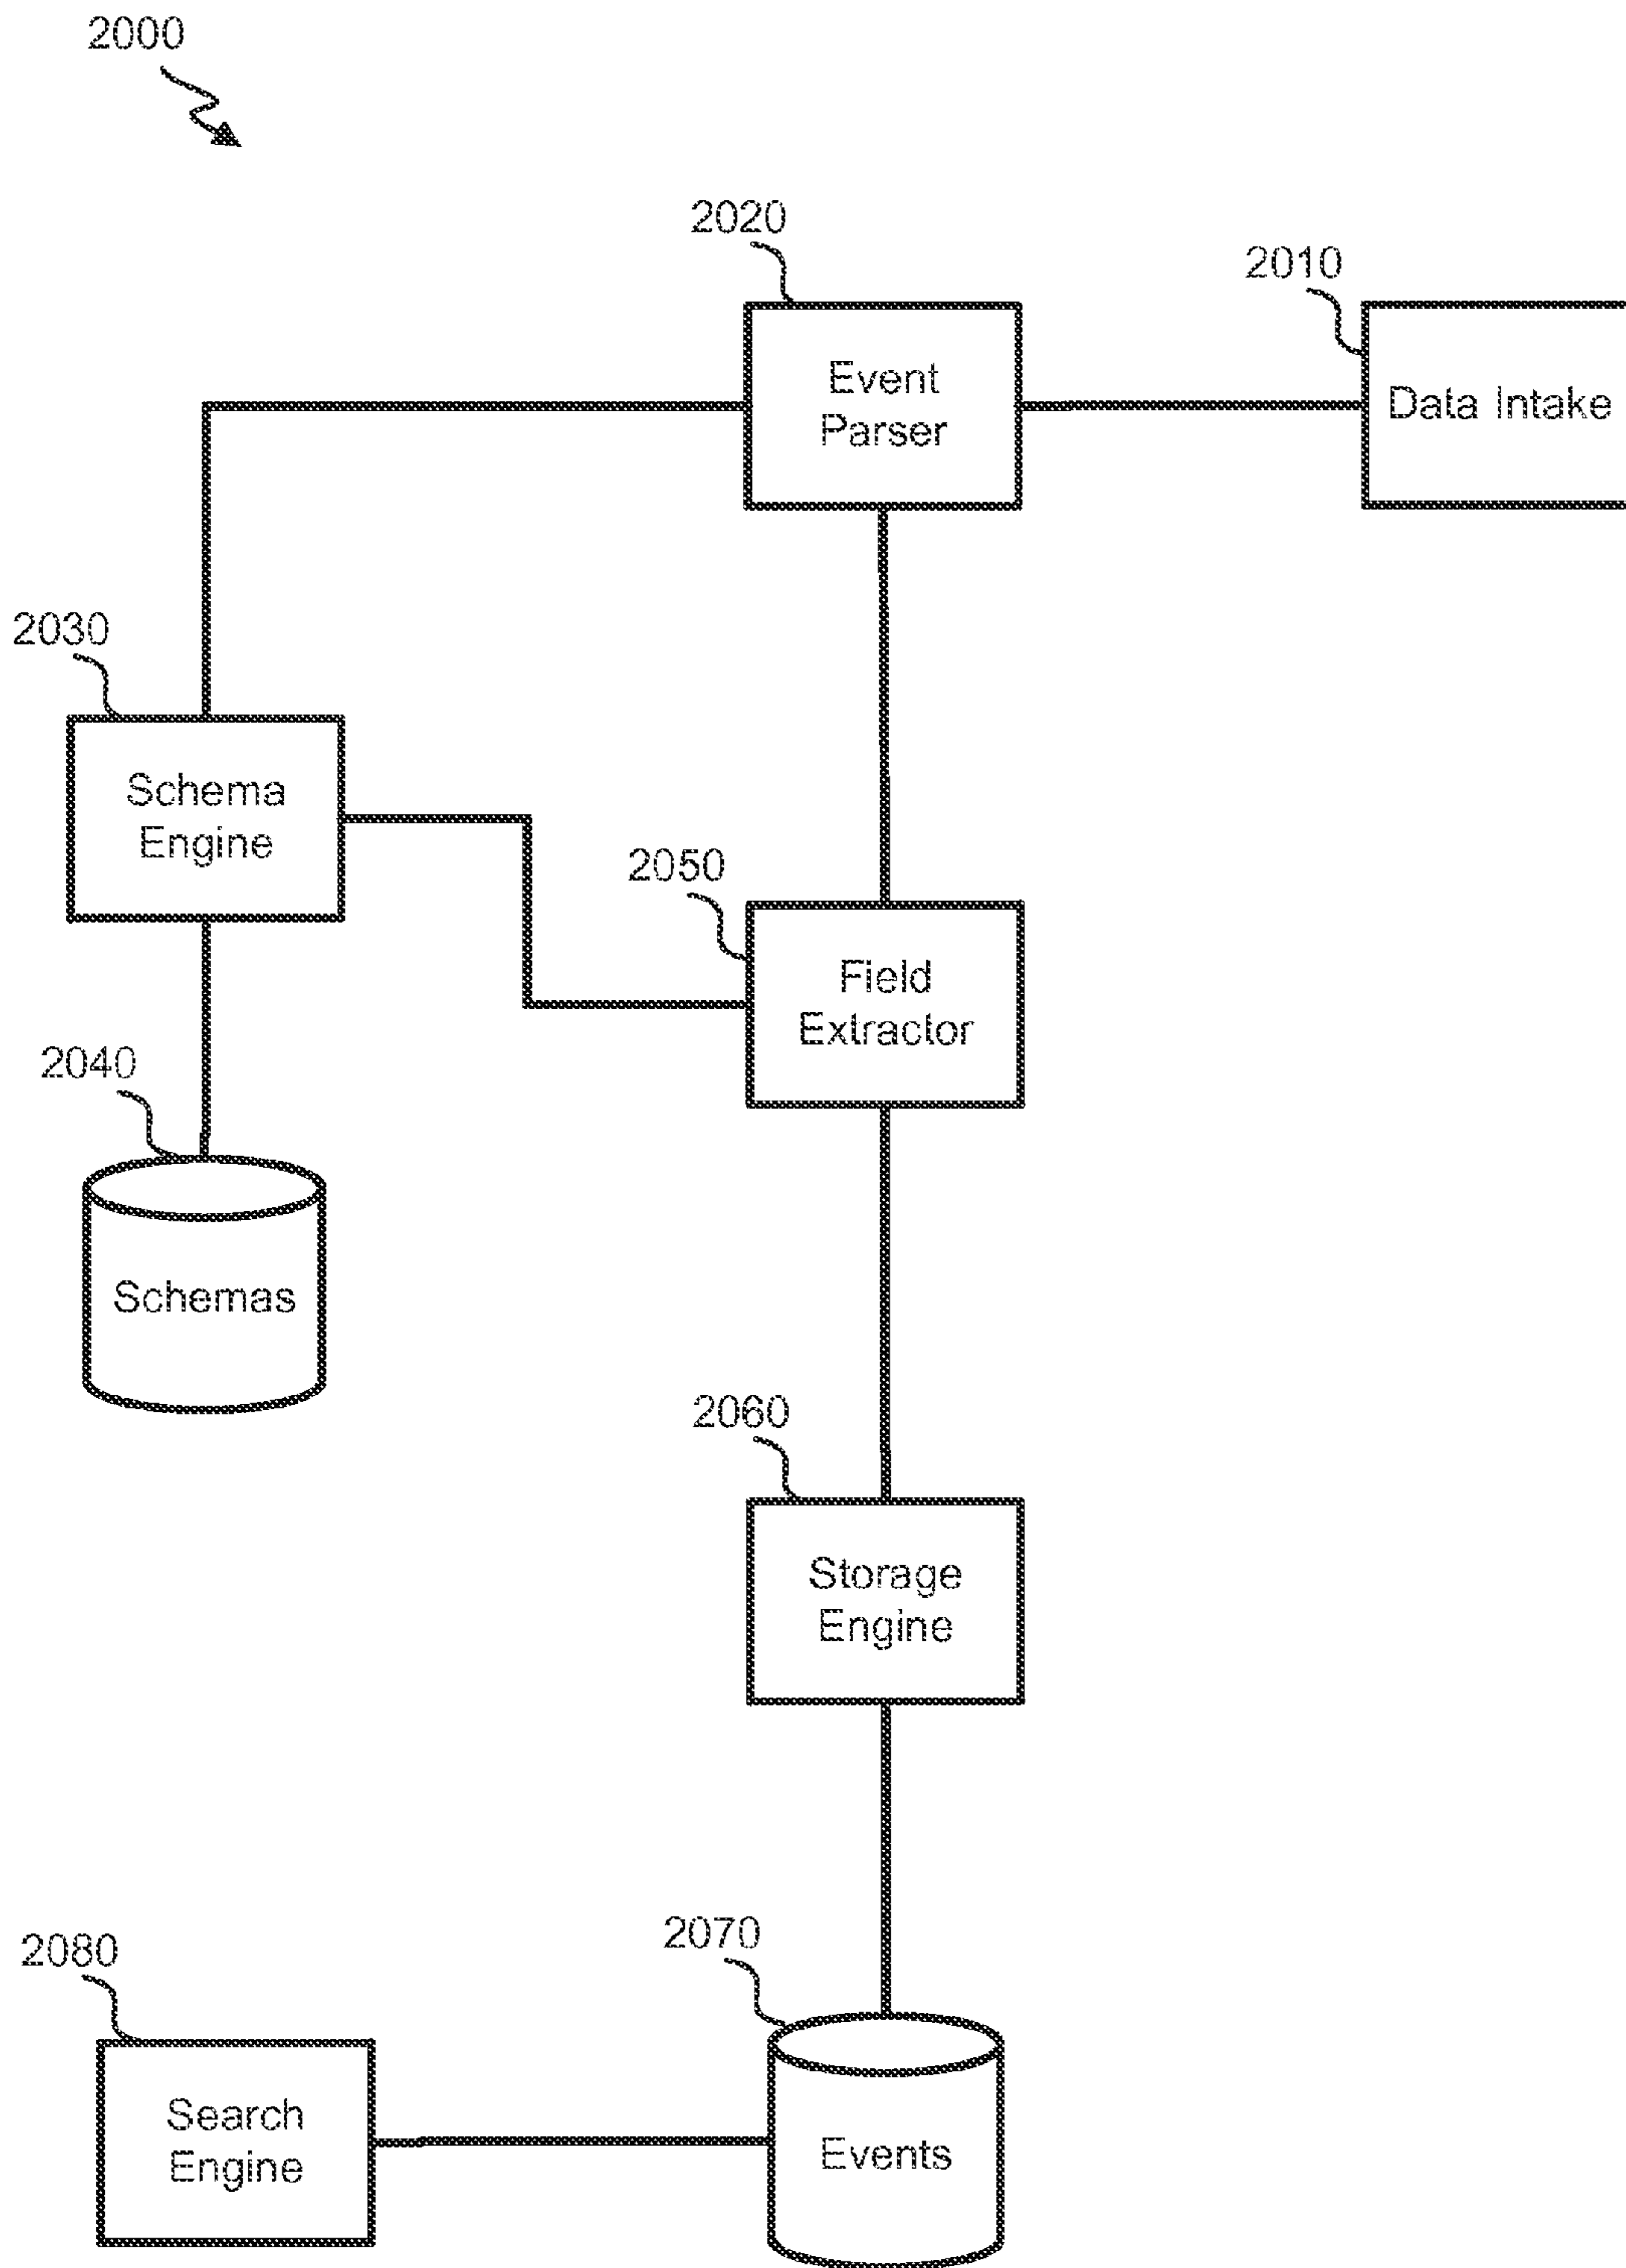 2000
2020
2010
Event
Parser
Data Intake
2030
Schema
Engine
2050
Field
Extractor
2040
Schemas
2060
Storage
Engine
2080
2070
Search
Engine
Events